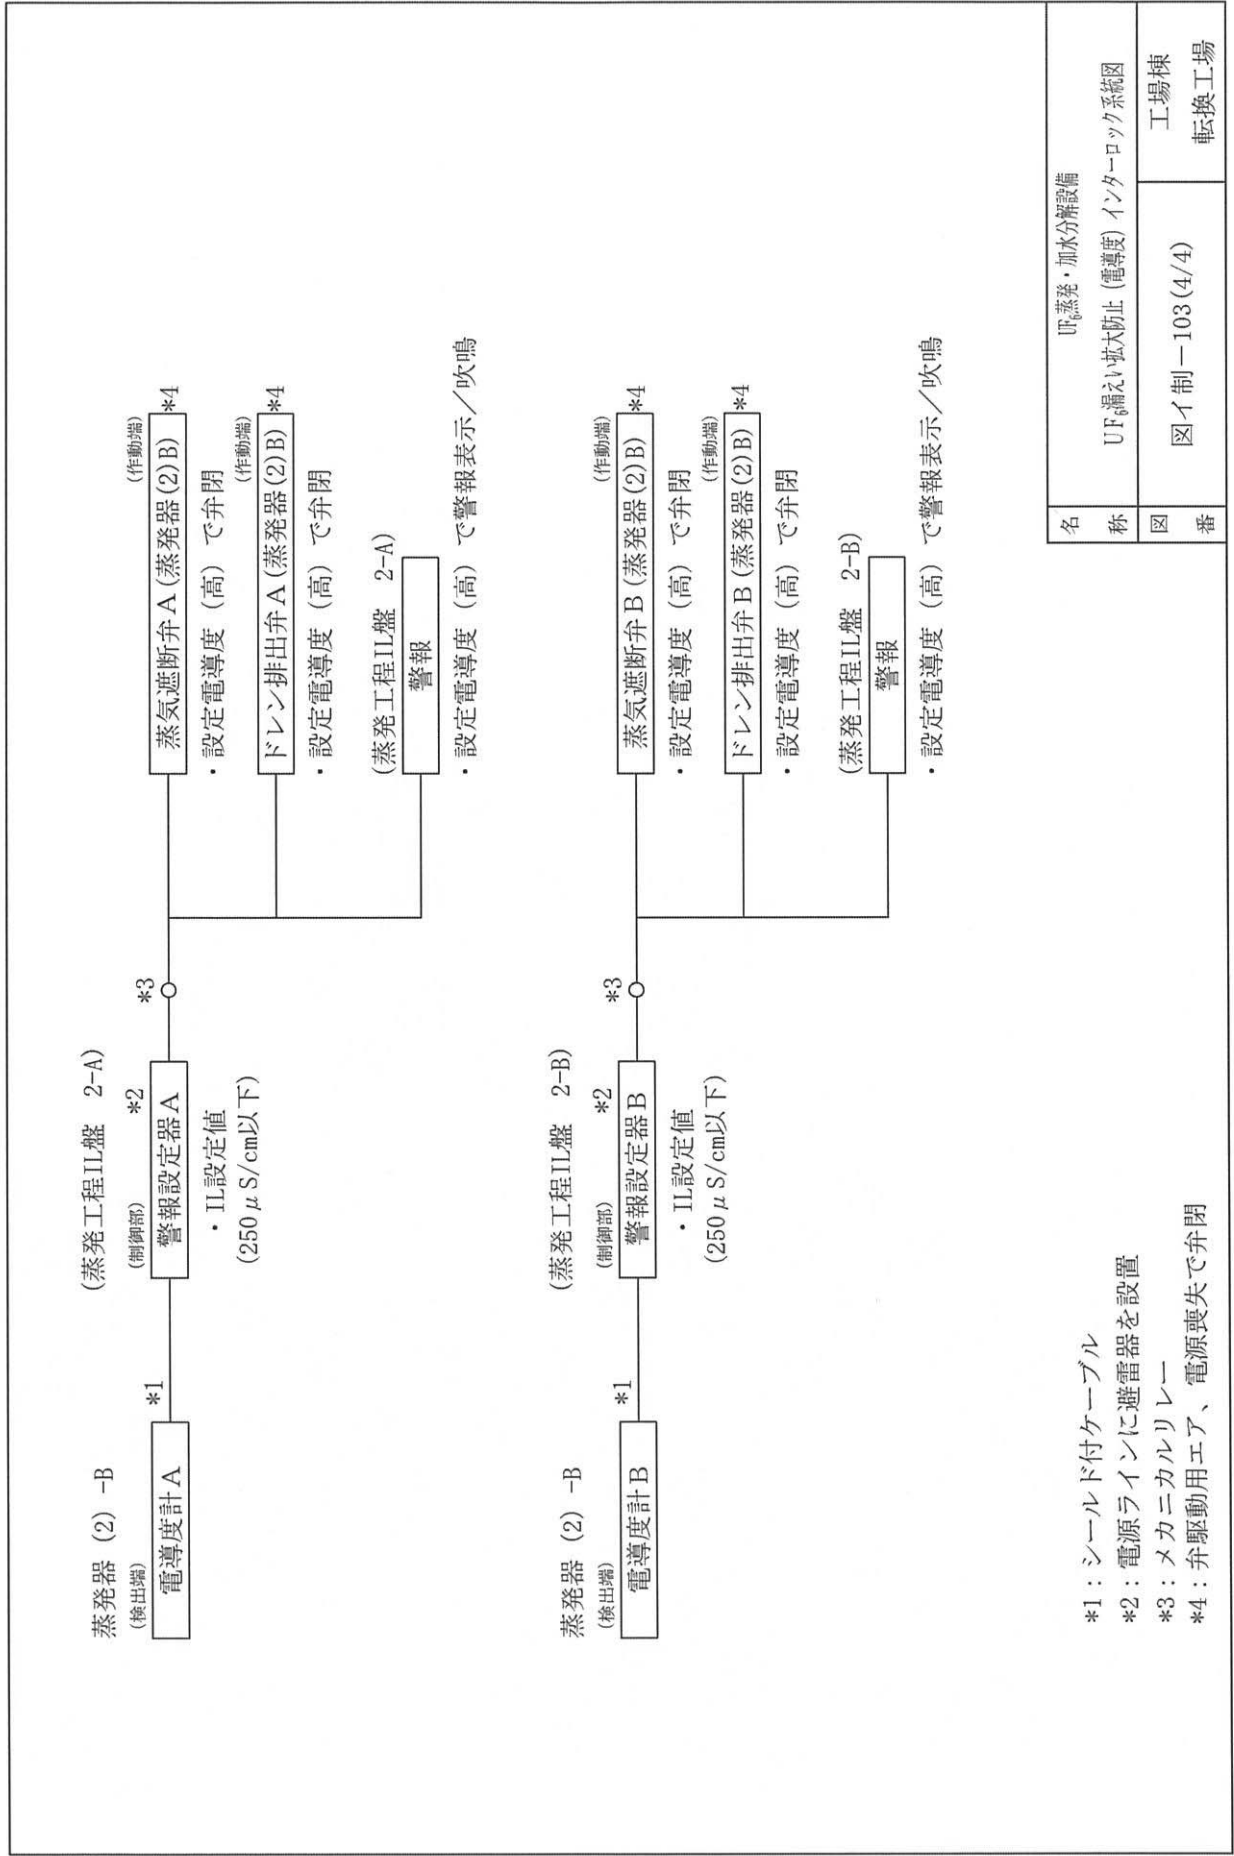 蒸発器 (2) -B
(検出端)
電導度計A
*1
(蒸発工程IL盤 2-A)
(制御部)
*2
警報設定器A
・IL設定値
(250μS/cm以下)
*3
(作動端)
蒸気遮断弁A(蒸発器(2)B)
*4
・設定電導度（高）で弁閉
(作動端)
ドレン排出弁A(蒸発器(2)B)
*4
・設定電導度（高）で弁閉
(蒸発工程IL盤 2-A)
警報
・設定電導度（高）で警報表示／吹鳴
蒸発器 (2) -B
(検出端)
電導度計B
*1
(蒸発工程IL盤 2-B)
(制御部)
*2
警報設定器B
・IL設定値
(250μS/cm以下)
*3
(作動端)
蒸気遮断弁B(蒸発器(2)B)
*4
・設定電導度（高）で弁閉
(作動端)
ドレン排出弁B(蒸発器(2)B)
*4
・設定電導度（高）で弁閉
(蒸発工程IL盤 2-B)
警報
・設定電導度（高）で警報表示／吹鳴
*1：シールド付ケーブル
*2：電源ラインに避雷器を設置
*3：メカニカルリレー
*4：弁駆動用エア、電源喪失で弁閉
名称
UF₆蒸発・加水分解設備
UF₆漏えい拡大防止（電導度）インターロック系統図
図番
図イ制－103(4/4)
工場棟
転換工場